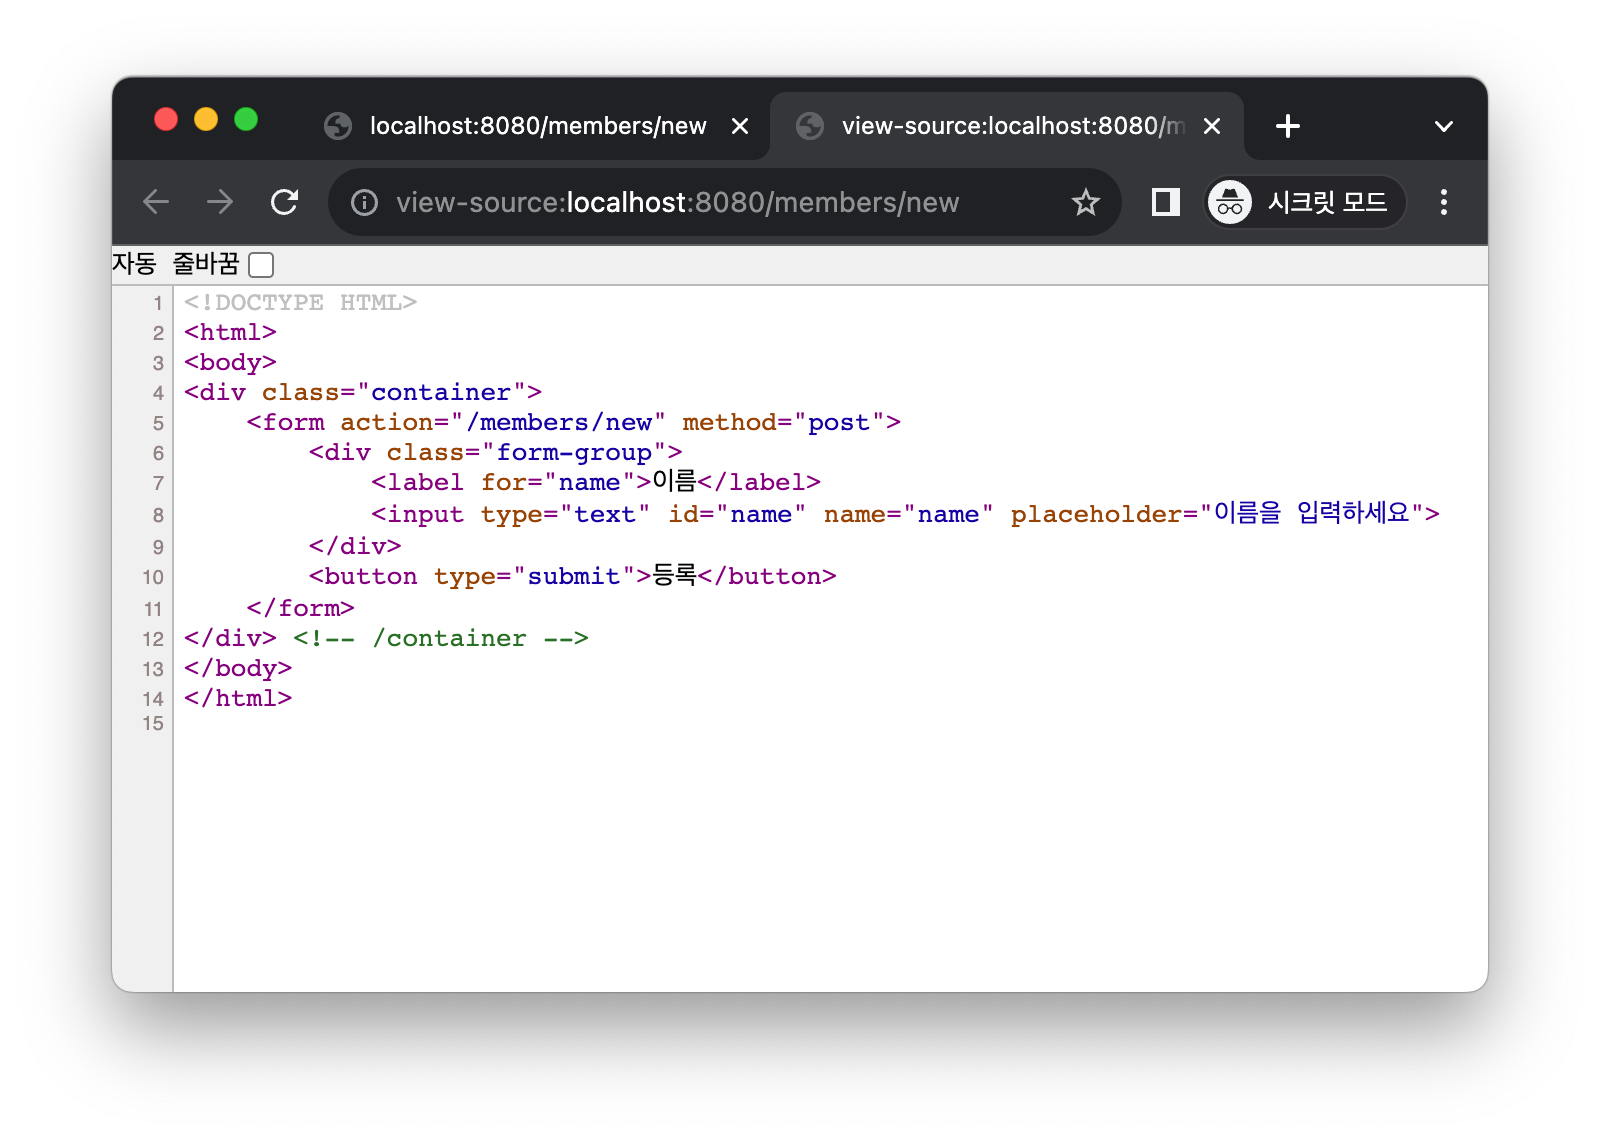 localhost:8080/members/new
view-source:localhost:8080/m
view-source:localhost:8080/members/new
시크릿 모드
자동 줄바꿈
1 <!DOCTYPE HTML>
2 <html>
3 <body>
4 <div class="container">
5     <form action="/members/new" method="post">
6         <div class="form-group">
7             <label for="name">이름</label>
8             <input type="text" id="name" name="name" placeholder="이름을 입력하세요">
9         </div>
10         <button type="submit">등록</button>
11     </form>
12 </div> <!-- /container -->
13 </body>
14 </html>
15